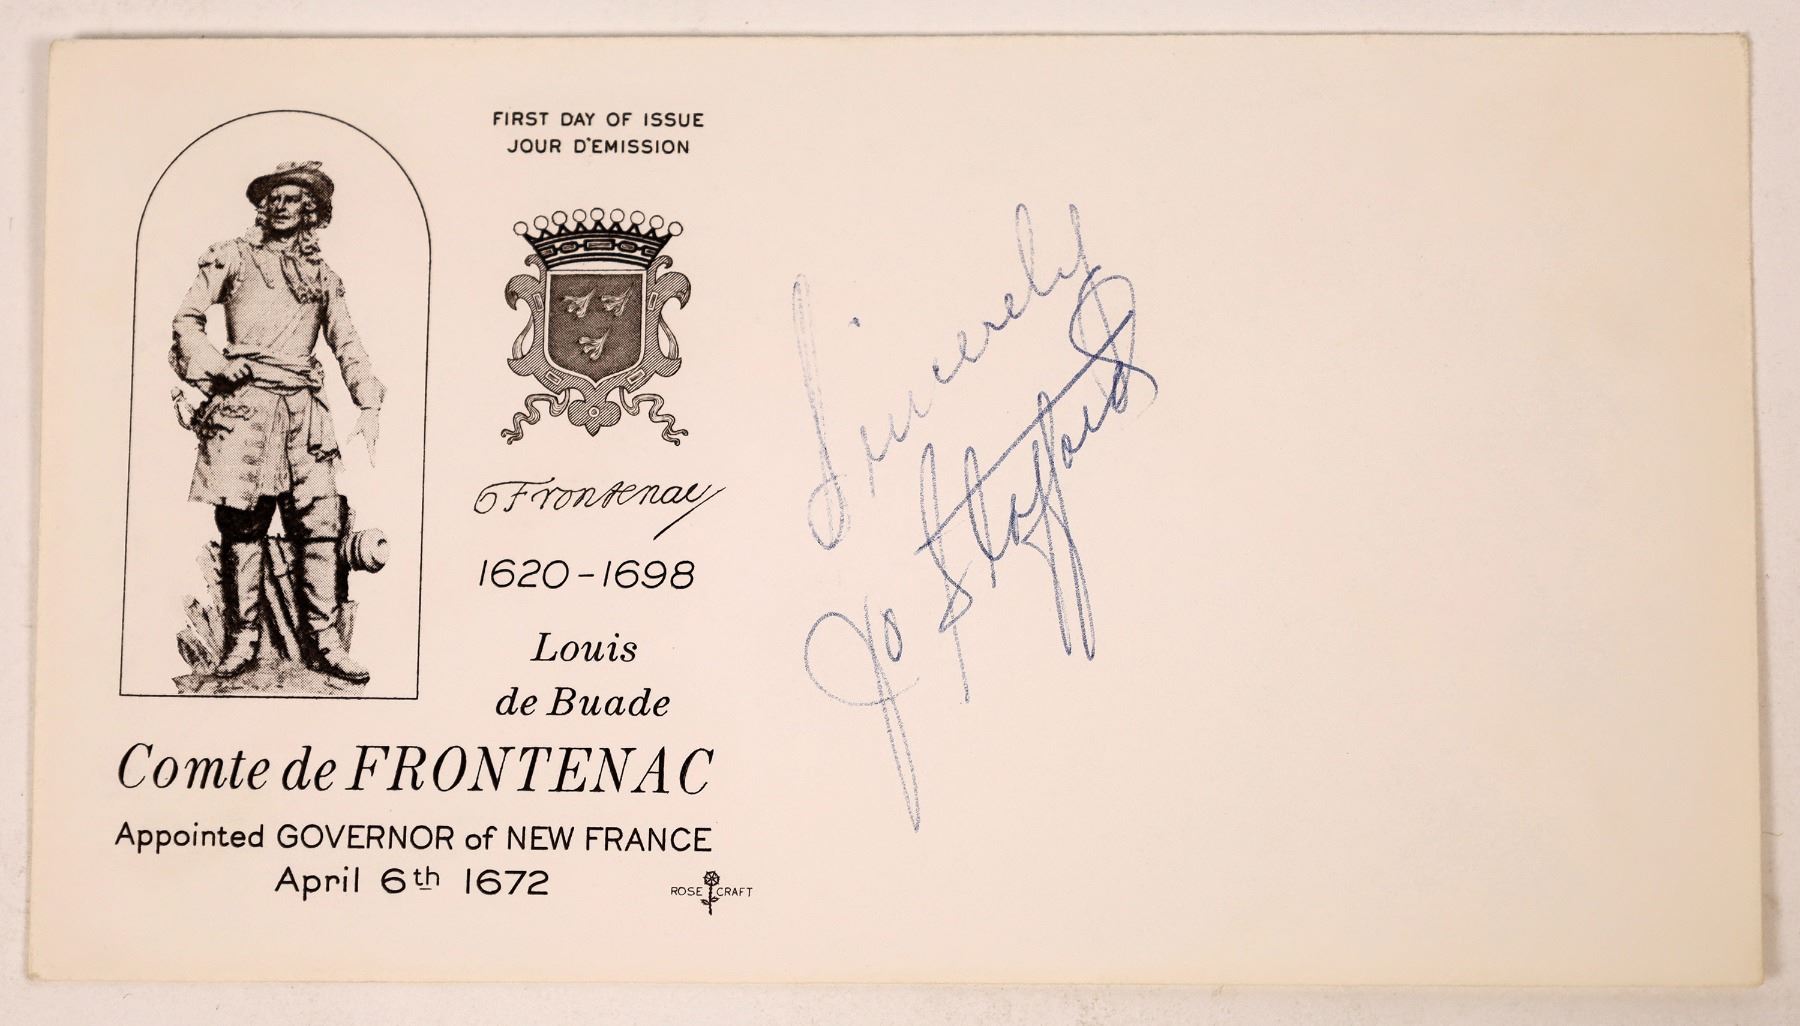 FIRST DAY OF ISSUE
JOUR D'EMISSION
Frontenac
1620-1698
Louis
de Buade
Comte de FRONTENAC
Appointed GOVERNOR of NEW FRANCE
April 6th 1672
ROSE CRAFT
Sincerely
Jo Stafford